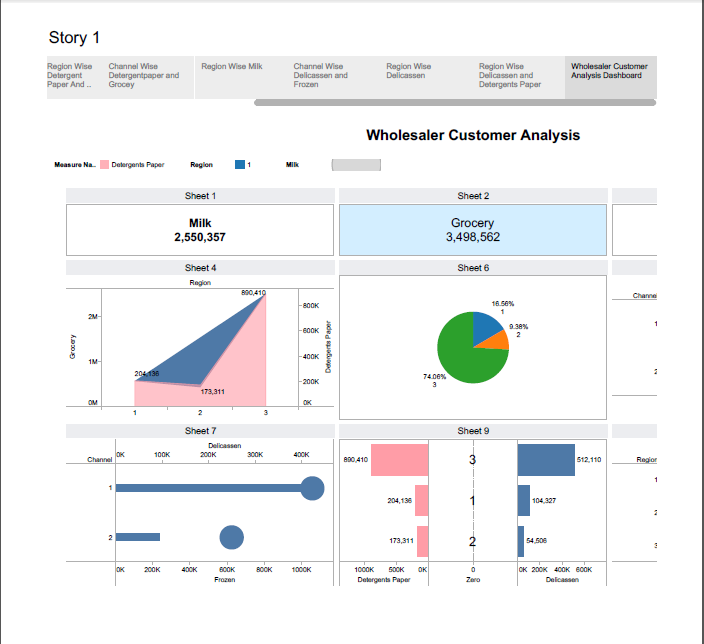 Story 1
Region Wise Detergent Paper And ..
Channel Wise Detergentpaper and Grocey
Region Wise Milk
Channel Wise Delicassen and Frozen
Region Wise Delicassen
Region Wise Delicassen and Detergents Paper
Wholesaler Customer Analysis Dashboard
Wholesaler Customer Analysis
Measure Na.. Detergents Paper Region 1 Milk
Sheet 1
Milk
2,550,357
Sheet 2
Grocery
3,498,562
Sheet 4
Region
Grocery
2M
1M
0M
890,410
204,136
173,311
800K
600K
400K
200K
0K
Detergents Paper
1 2 3
Sheet 6
16.56%
1
9.38%
2
74.06%
3
Channel
1
2
Sheet 7
Delicassen
Channel 0K 100K 200K 300K 400K
1
2
0K 200K 400K 600K 800K 1000K
Frozen
Sheet 9
890,410 3 512,110
204,136 1 104,327
173,311 2 54,506
1000K 500K 0K 0 0K 200K 400K 600K
Detergents Paper Zero Delicassen
Region
1
2
3